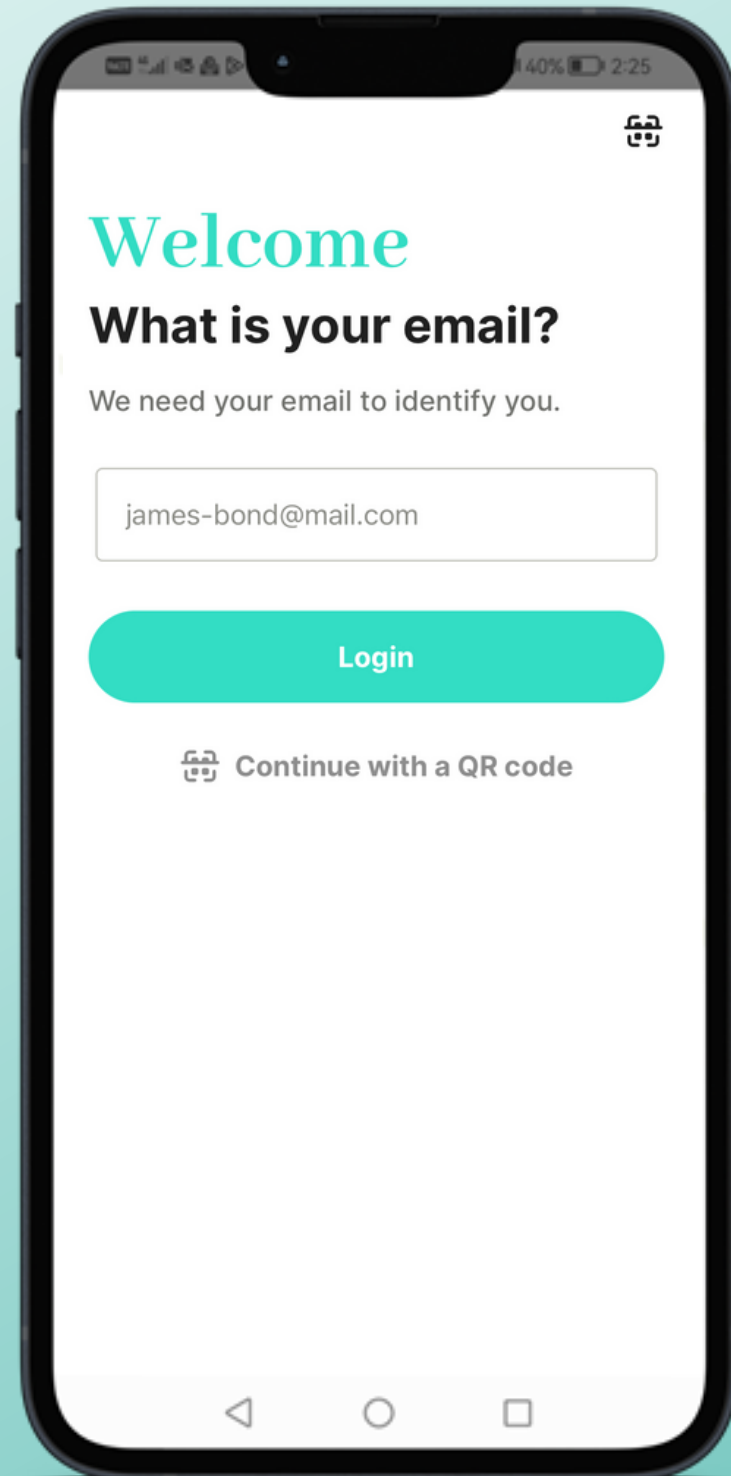 40% 2:25
Welcome
What is your email?
We need your email to identify you.
james-bond@mail.com
Login
Continue with a QR code